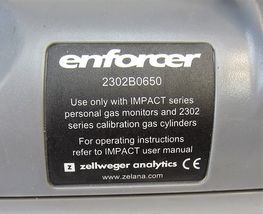 enforcer
2302B0650
Use only with IMPACT series
personal gas monitors and 2302
series calibration gas cylinders
For operating instructions
refer to IMPACT user manual
z zellweger analytics CE
www.zelana.com